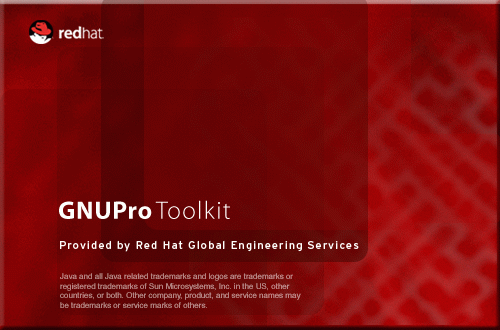 redhat.
GNUPro Toolkit
Provided by Red Hat Global Engineering Services
Java and all Java related trademarks and logos are trademarks or
registered trademarks of Sun Microsystems, Inc. in the US, other
countries, or both. Other company, product, and service names may
be trademarks or service marks of others.